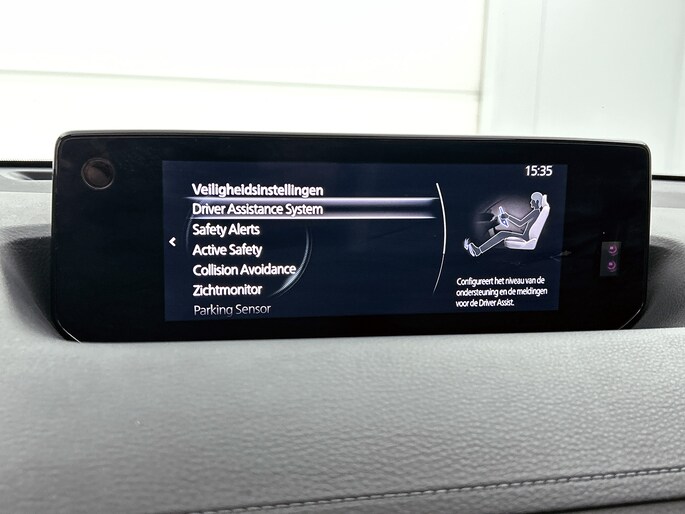 15:35
Veiligheidsinstellingen
Driver Assistance System
Safety Alerts
Active Safety
Collision Avoidance
Zichtmonitor
Parking Sensor
Configureert het niveau van de
ondersteuning en de meldingen
voor de Driver Assist.